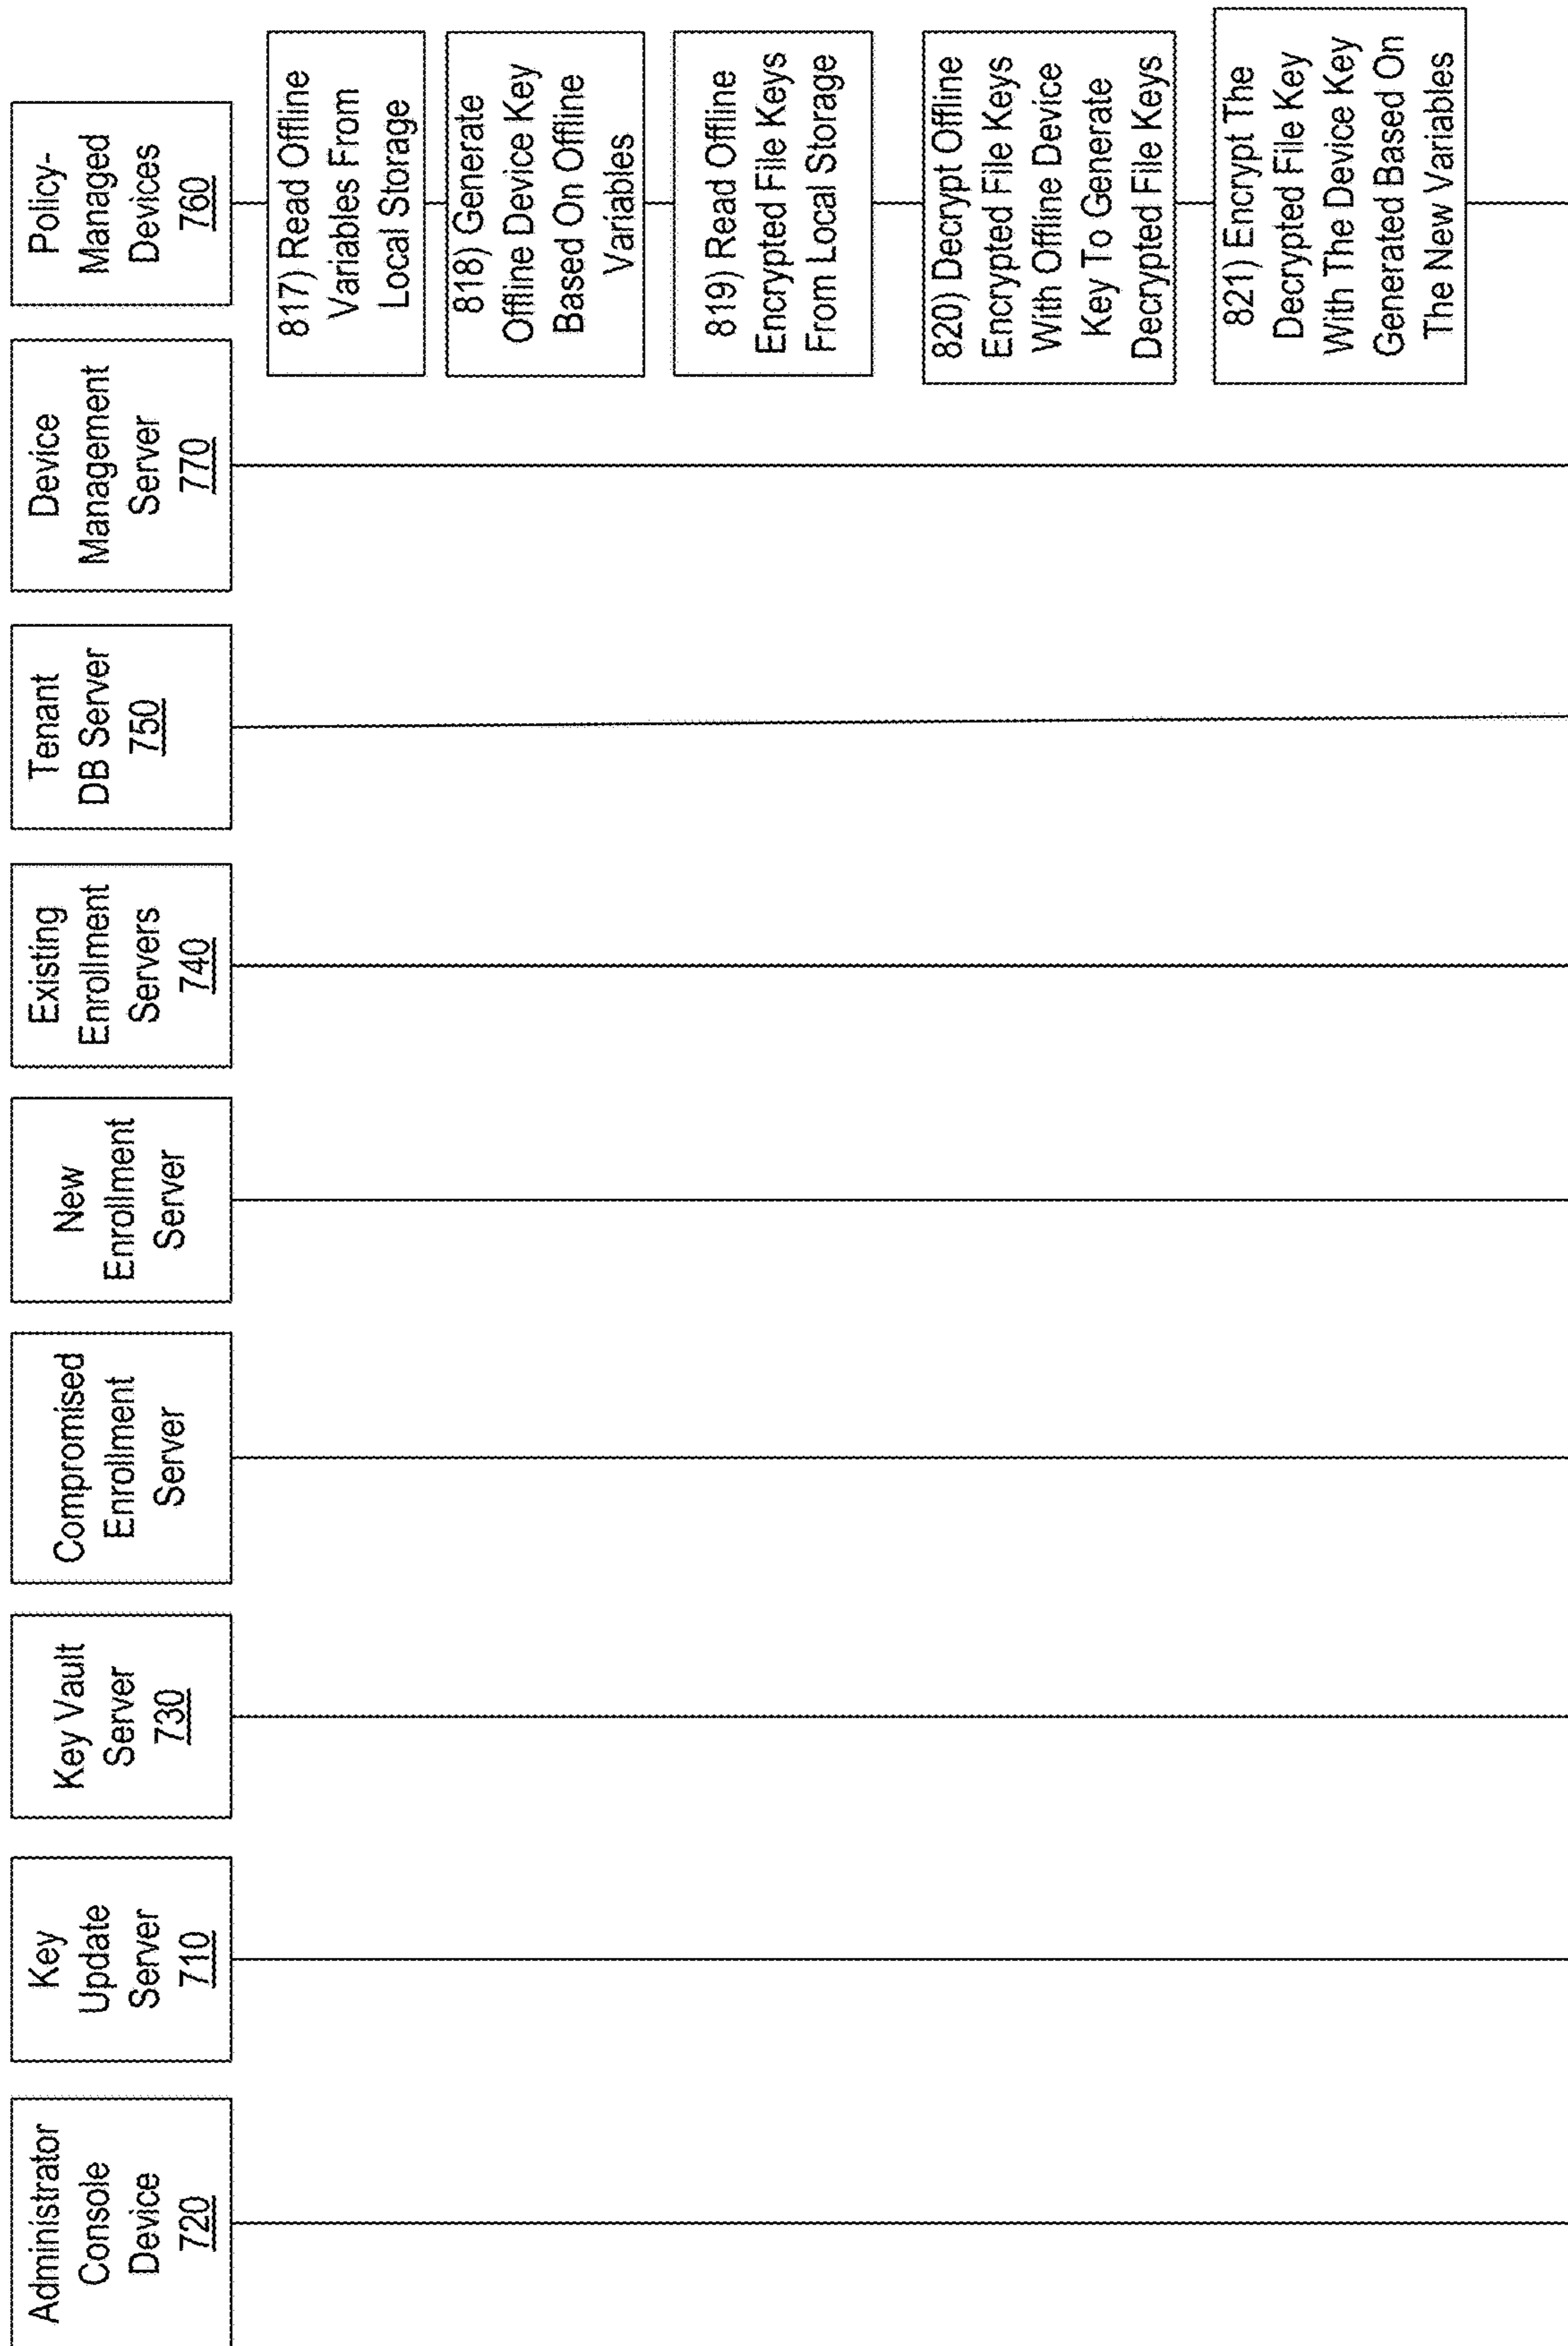 Administrator
Console
Device
720
Key
Update
Server
710
Key Vault
Server
730
Compromised
Enrollment
Server
New
Enrollment
Server
Existing
Enrollment
Servers
740
Tenant
DB Server
750
Device
Management
Server
770
Policy-
Managed
Devices
760
817) Read Offline
Variables From
Local Storage
818) Generate
Offline Device Key
Based On Offline
Variables
819) Read Offline
Encrypted File Keys
From Local Storage
820) Decrypt Offline
Encrypted File Keys
With Offline Device
Key To Generate
Decrypted File Keys
821) Encrypt The
Decrypted File Key
With The Device Key
Generated Based On
The New Variables